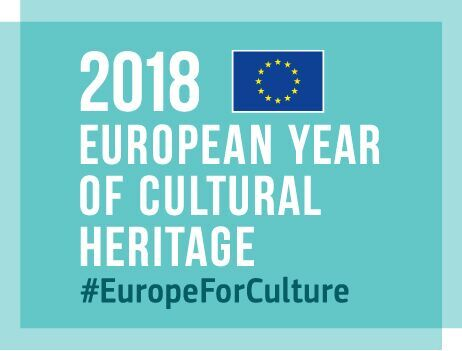 2018
EUROPEAN YEAR
OF CULTURAL
HERITAGE
#EuropeForCulture